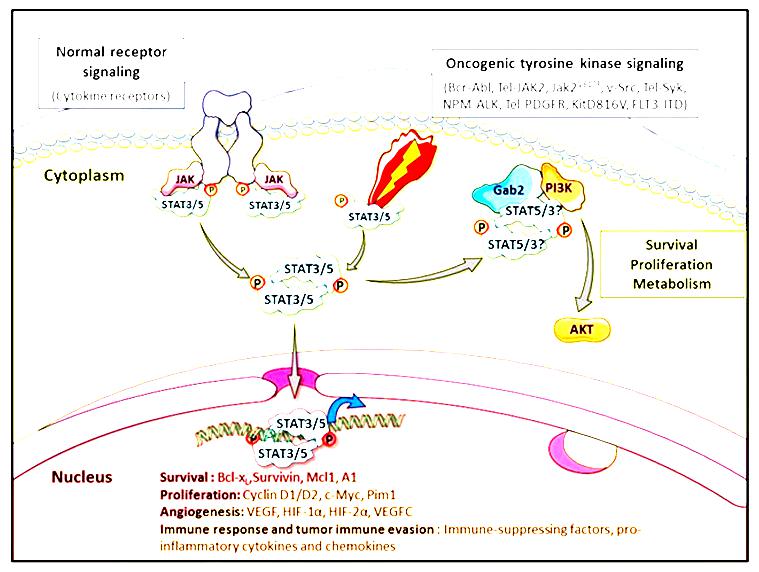 Normal receptor
signaling
(Cytokine receptors)
Oncogenic tyrosine kinase signaling
(Bcr-Abl, Tel-JAK2, Jak2, v-Src, Tel-Syk,
NPM-ALK, Tel-PDGFR, KitD816V, FLT3-ITD)
Cytoplasm
JAK
P
P
JAK
STAT3/5
STAT3/5
P
STAT3/5
Gab2
PI3K
STAT5/3?
P
P
STAT5/3?
STAT3/5
P
P
STAT3/5
Survival
Proliferation
Metabolism
AKT
STAT3/5
P
P
STAT3/5
Nucleus
Survival : Bcl-xL,Survivin, Mcl1, A1
Proliferation: Cyclin D1/D2, c-Myc, Pim1
Angiogenesis: VEGF, HIF-1α, HIF-2α, VEGFC
Immune response and tumor immune evasion : Immune-suppressing factors, pro-
inflammatory cytokines and chemokines